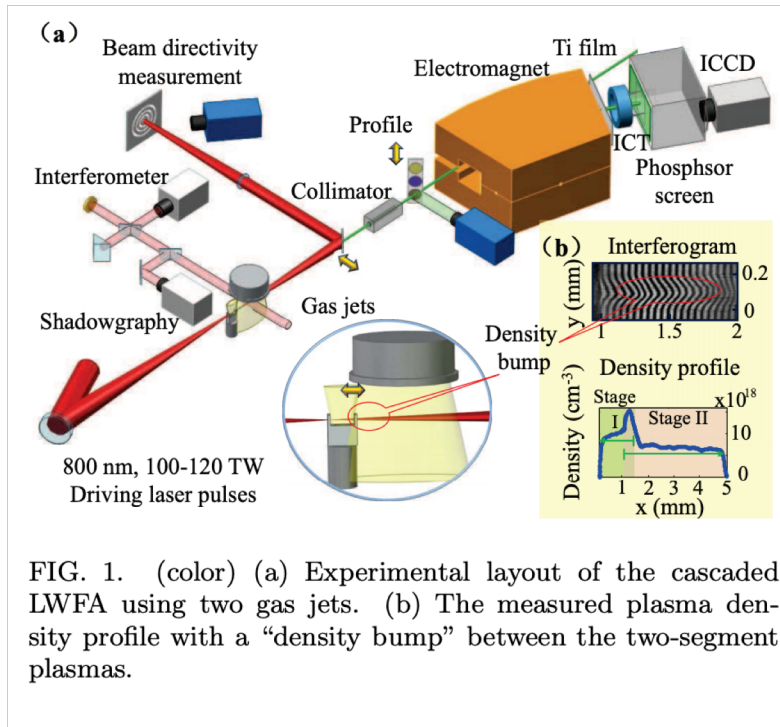 (a)
Beam directivity
measurement
Interferometer
Shadowgraphy
Profile
Collimator
Electromagnet
Ti film
ICCD
ICT
Phosphsor
screen
Gas jets
800 nm, 100-120 TW
Driving laser pulses
Density
bump
(b)
Interferogram
y (mm)
0.2
0
1
1.5
2
Density profile
Density (cm-3)
x10^18
Stage
I
Stage II
10
0
1
2
3
4
5
x (mm)
FIG. 1. (color) (a) Experimental layout of the cascaded
LWFA using two gas jets. (b) The measured plasma den-
sity profile with a “density bump” between the two-segment
plasmas.